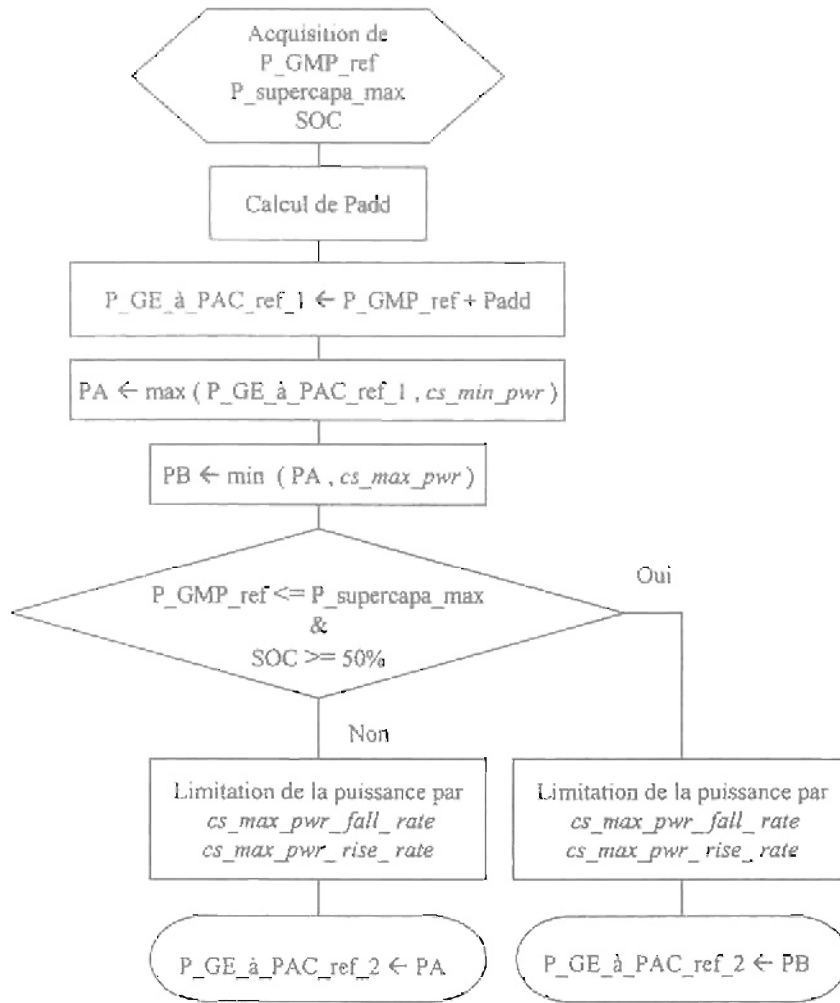 Acquisition de
P_GMP_ref
P_supercapa_max
SOC
Calcul de Padd
P_GE_à_PAC_ref_1 ← P_GMP_ref + Padd
PA ← max ( P_GE_à_PAC_ref_1 , cs_min_pwr )
PB ← min ( PA , cs_max_pwr )
P_GMP_ref <= P_supercapa_max
&
SOC >= 50%
Oui
Non
Limitation de la puissance par
cs_max_pwr_fall_rate
cs_max_pwr_rise_rate
Limitation de la puissance par
cs_max_pwr_fall_rate
cs_max_pwr_rise_rate
P_GE_à_PAC_ref_2 ← PA
P_GE_à_PAC_ref_2 ← PB